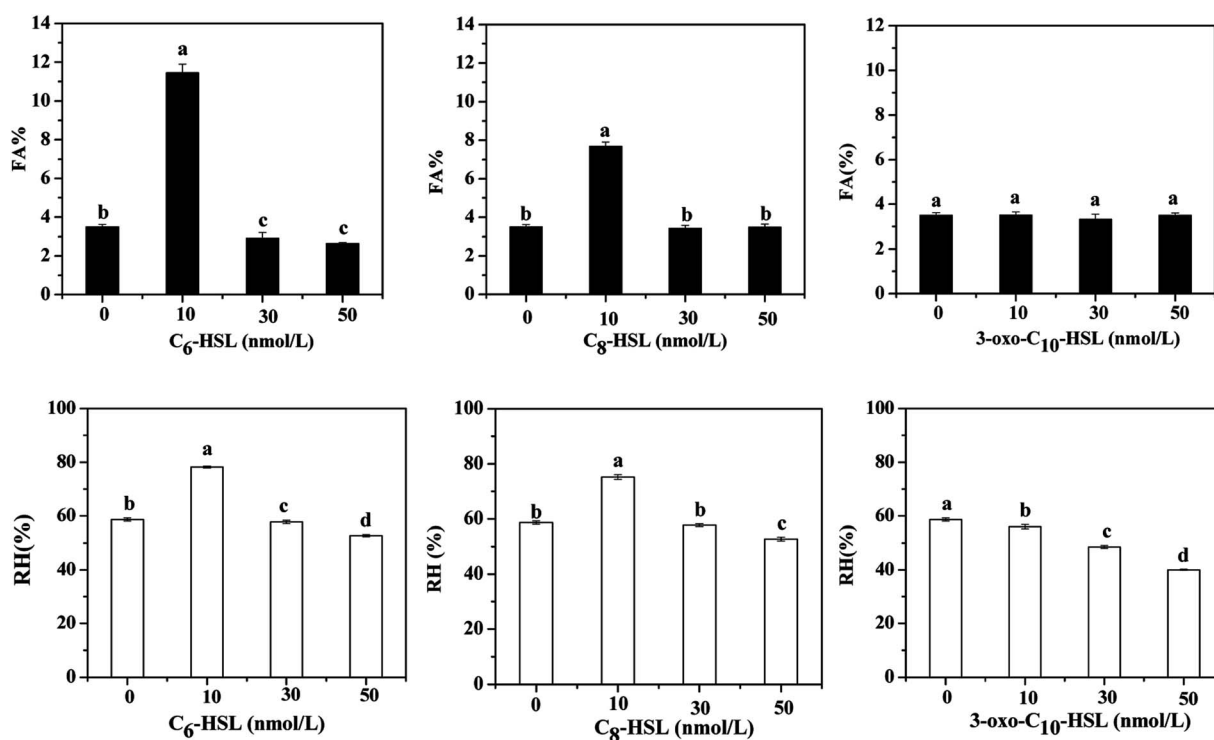 14
12
10
8
6
4
2
0
FA%
b
a
c
c
0 10 30 50
C6-HSL (nmol/L)
14
12
10
8
6
4
2
0
FA%
b
a
b
b
0 10 30 50
C8-HSL (nmol/L)
12
10
8
6
4
2
0
FA(%)
a
a
a
a
0 10 30 50
3-oxo-C10-HSL (nmol/L)
100
80
60
40
20
0
RH(%)
b
a
c
d
0 10 30 50
C6-HSL (nmol/L)
100
80
60
40
20
0
RH (%)
b
a
b
c
0 10 30 50
C8-HSL (nmol/L)
100
80
60
40
20
0
RH(%)
a
b
c
d
0 10 30 50
3-oxo-C10-HSL (nmol/L)